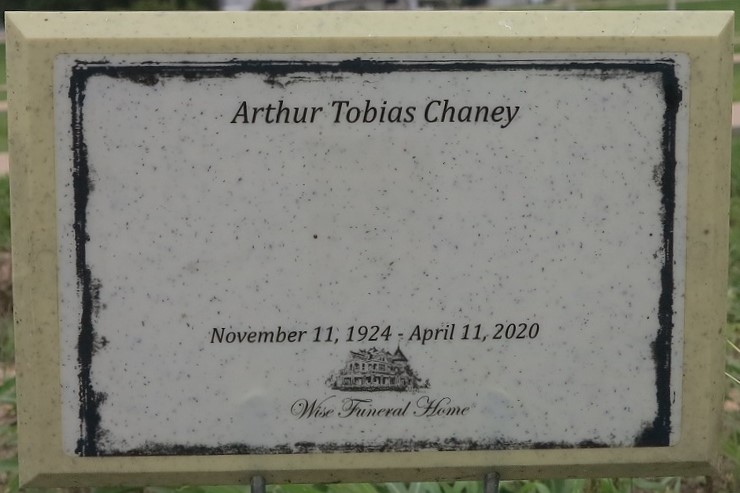 Arthur Tobias Chaney
November 11, 1924 - April 11, 2020
Wise Funeral Home